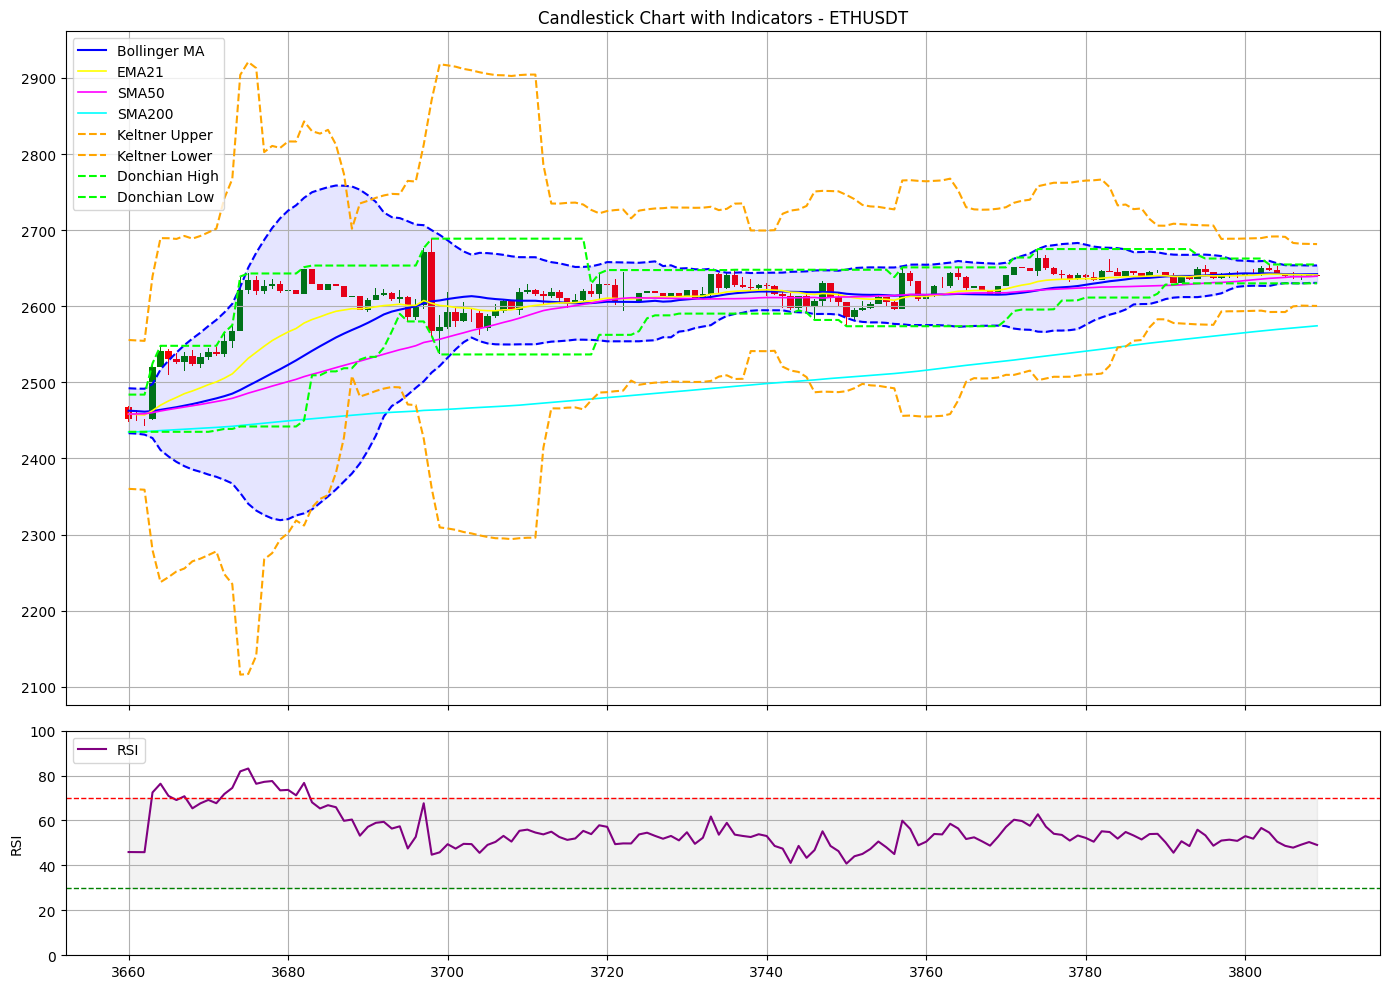 Candlestick Chart with Indicators - ETHUSDT
Bollinger MA
EMA21
SMA50
SMA200
Keltner Upper
Keltner Lower
Donchian High
Donchian Low
2900
2800
2700
2600
2500
2400
2300
2200
2100
RSI
100
80
60
40
20
0
RSI
3660
3680
3700
3720
3740
3760
3780
3800